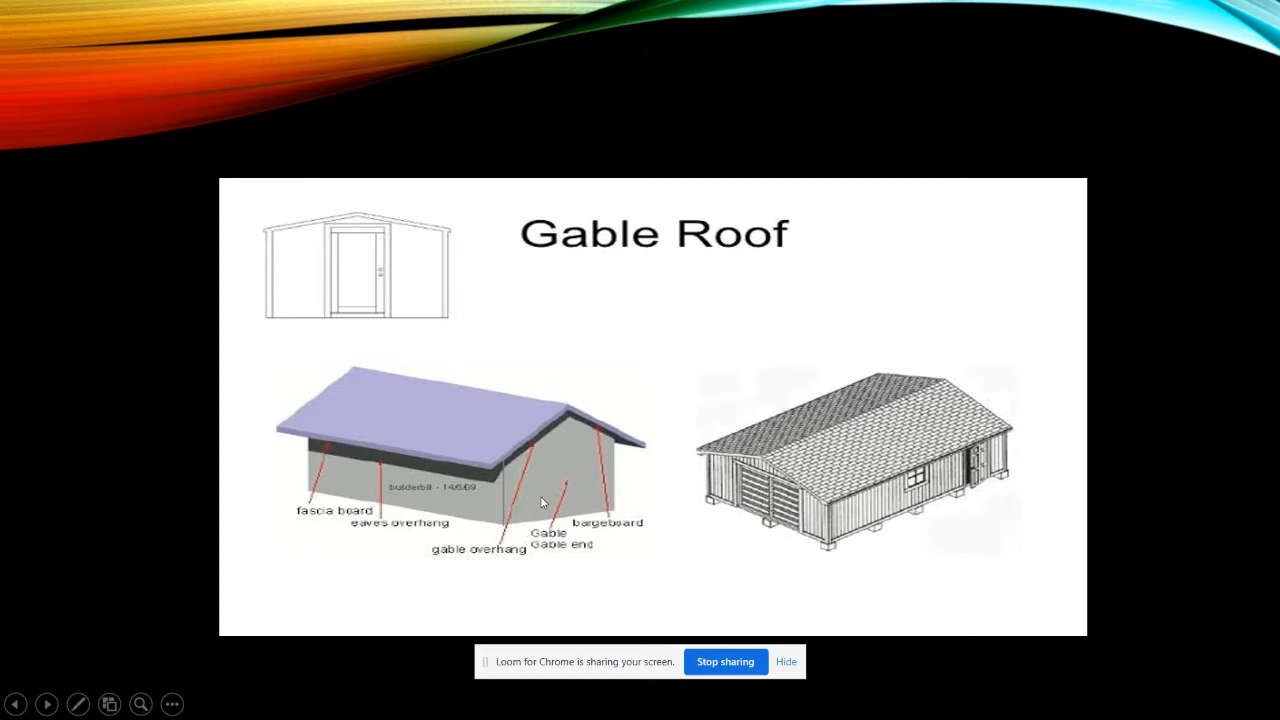 Gable Roof
builderbill - 14/6/09
fascia board
eaves overhang
gable overhang
Gable
Gable end
bargeboard
Loom for Chrome is sharing your screen.
Stop sharing
Hide